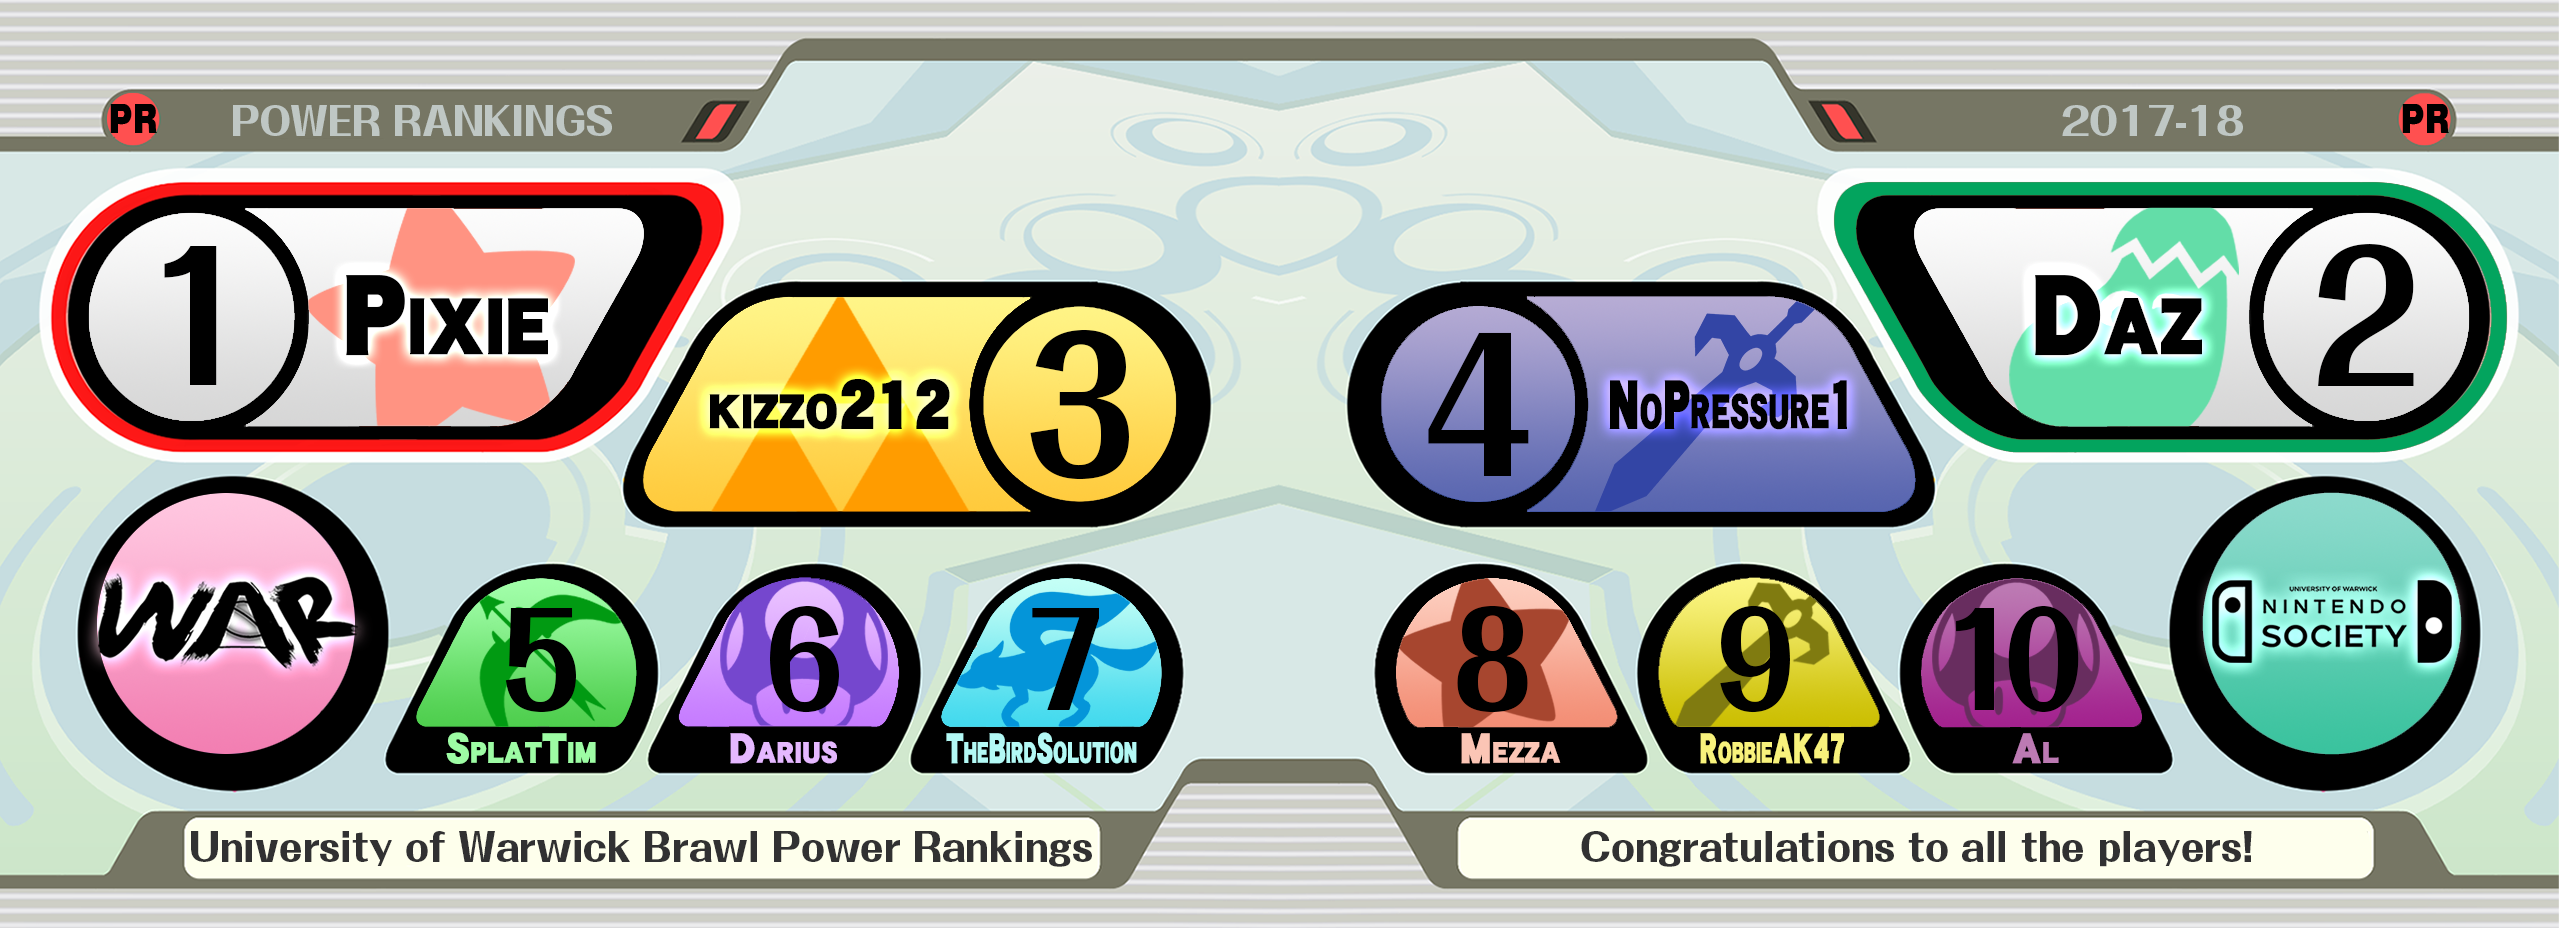 PR POWER RANKINGS
2017-18 PR
1 PIXIE
DAZ 2
KIZZO212 3
4 NOPRESSURE1
WAR
5
SPLATTIM
6
DARIUS
7
THEBIRDSOLUTION
8
MEZZA
9
ROBBIEAK47
10
AL
UNIVERSITY OF WARWICK
NINTENDO
SOCIETY
University of Warwick Brawl Power Rankings
Congratulations to all the players!